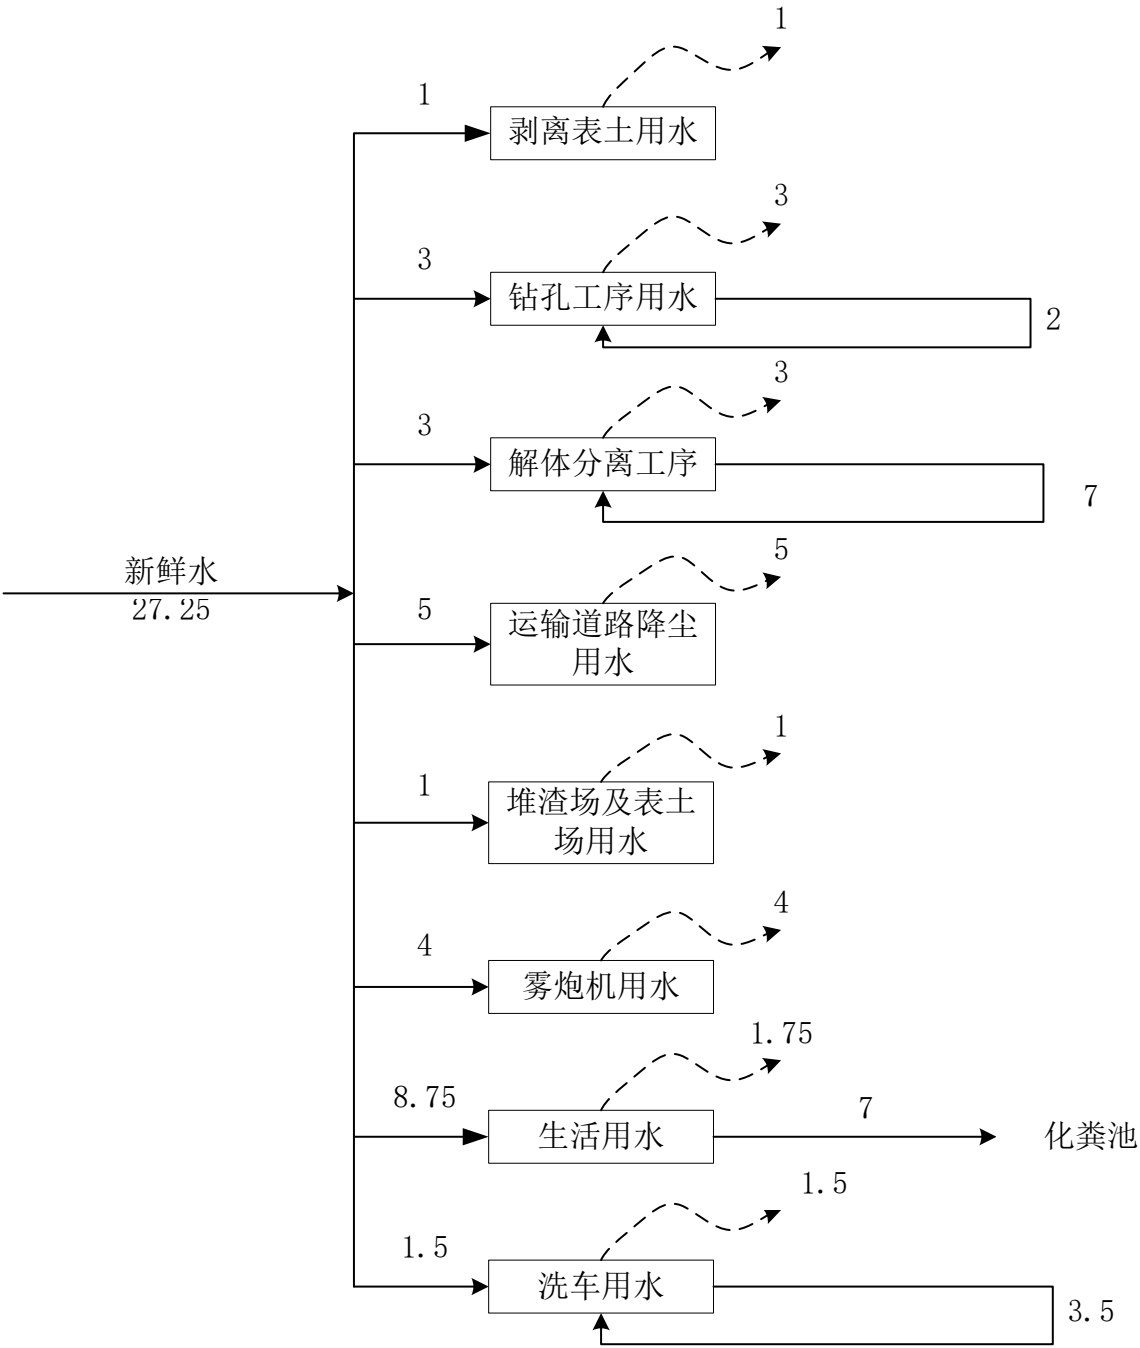 1
1
剥离表土用水
3
3
钻孔工序用水
2
3
3
解体分离工序
7
新鲜水
27.25
5
5
运输道路降尘
用水
1
1
堆渣场及表土
场用水
4
4
雾炮机用水
1.75
8.75
生活用水
7
化粪池
1.5
1.5
洗车用水
3.5